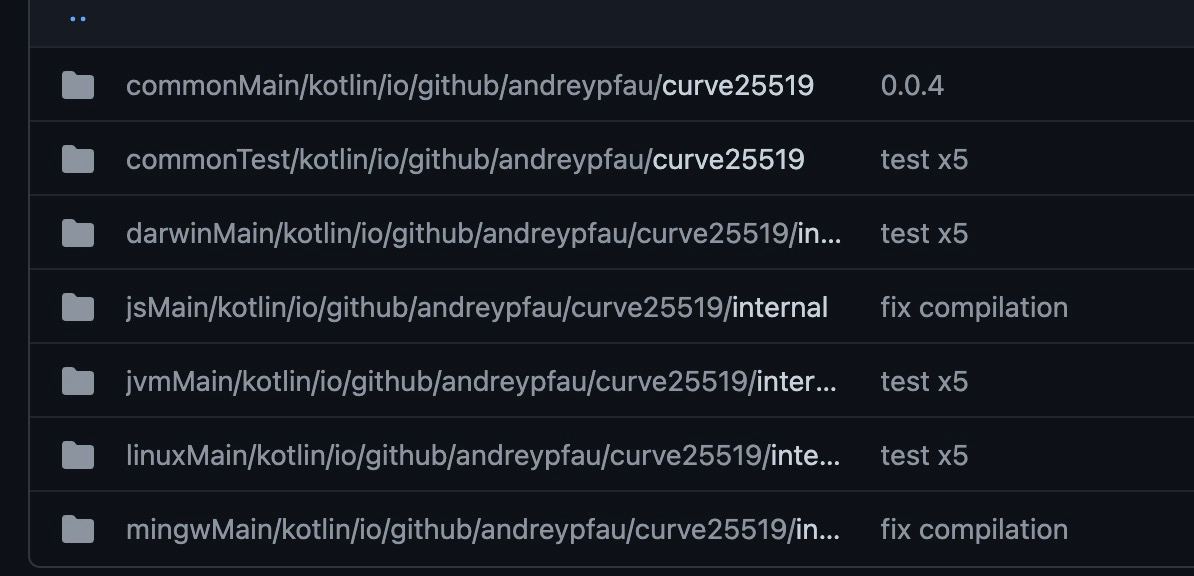 ..
commonMain/kotlin/io/github/andreypfau/curve25519 0.0.4
commonTest/kotlin/io/github/andreypfau/curve25519 test x5
darwinMain/kotlin/io/github/andreypfau/curve25519/in... test x5
jsMain/kotlin/io/github/andreypfau/curve25519/internal fix compilation
jvmMain/kotlin/io/github/andreypfau/curve25519/inter... test x5
linuxMain/kotlin/io/github/andreypfau/curve25519/inte... test x5
mingwMain/kotlin/io/github/andreypfau/curve25519/in... fix compilation